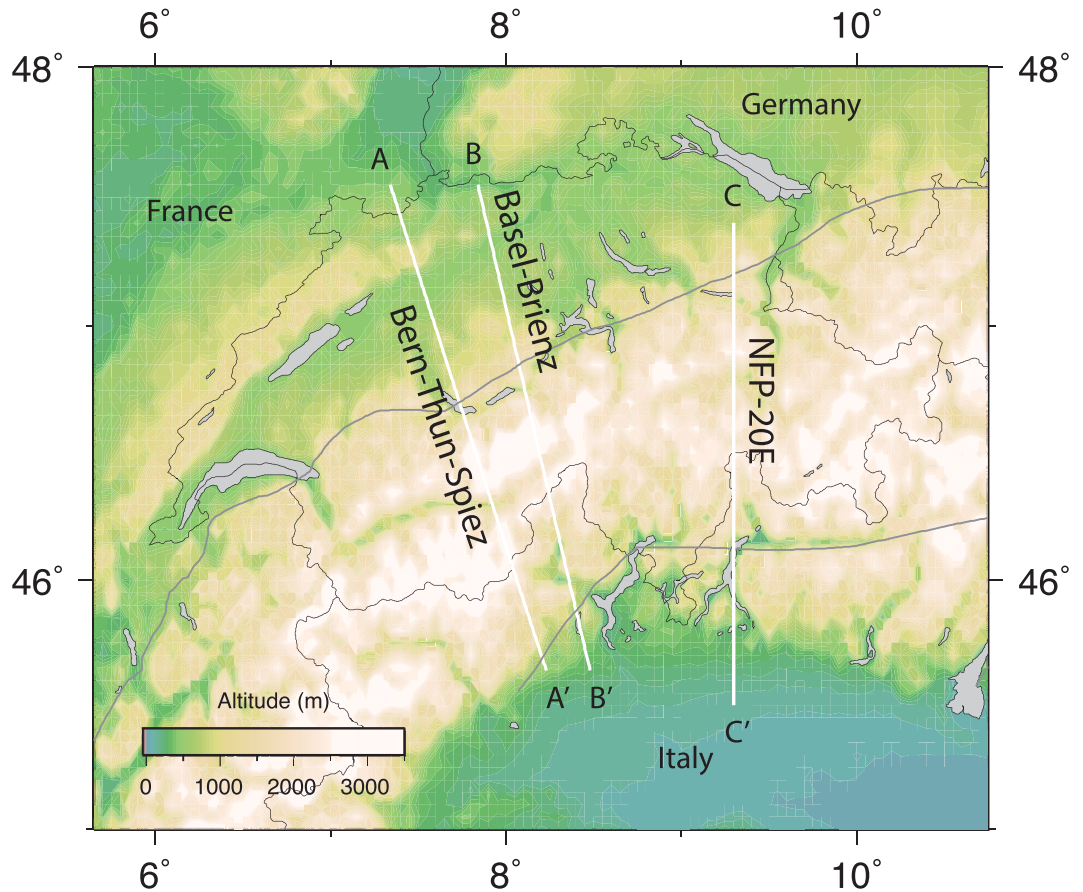 6° 8° 10°
48° 48°
Germany
A B
C
France
Basel-Brienz
Bern-Thun-Spiez
NFP-20E
46° 46°
A' B'
Altitude (m)
C'
Italy
0 1000 2000 3000
6° 8° 10°